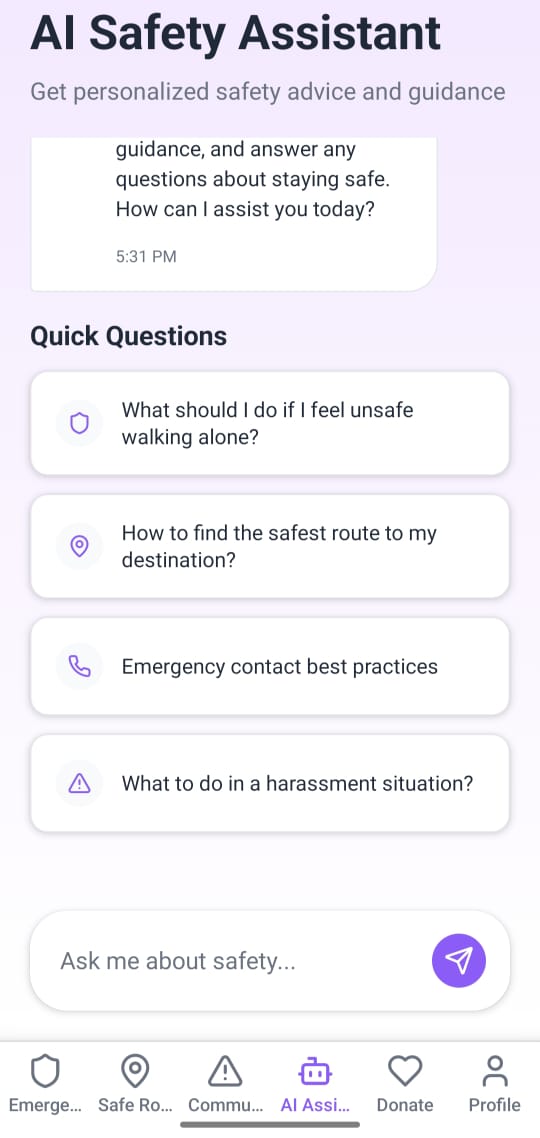 AI Safety Assistant
Get personalized safety advice and guidance
guidance, and answer any
questions about staying safe.
How can I assist you today?
5:31 PM
Quick Questions
What should I do if I feel unsafe
walking alone?
How to find the safest route to my
destination?
Emergency contact best practices
What to do in a harassment situation?
Ask me about safety...
Emerge... Safe Ro... Commu... AI Assi... Donate Profile